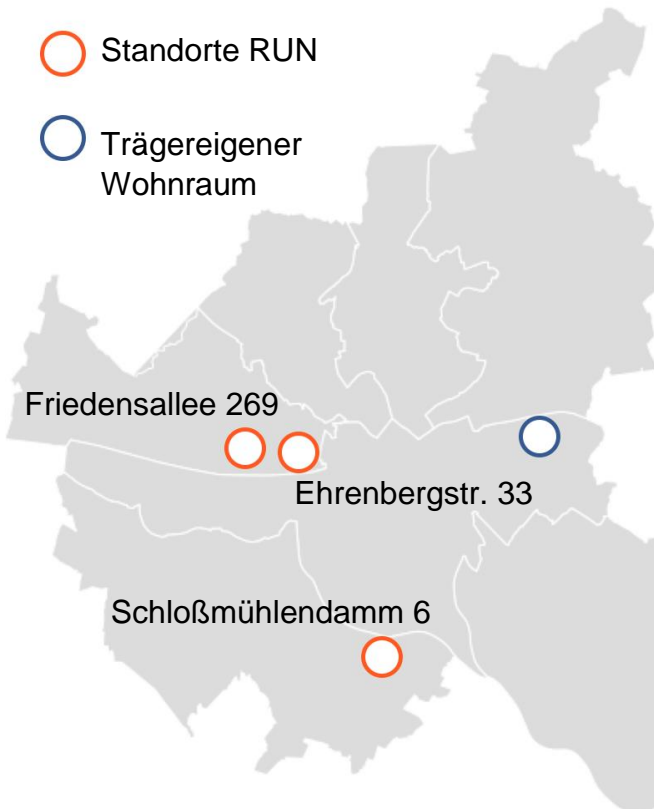 Standorte RUN
Trägereigener
Wohnraum
Friedensallee 269
Ehrenbergstr. 33
Schloßmühlendamm 6